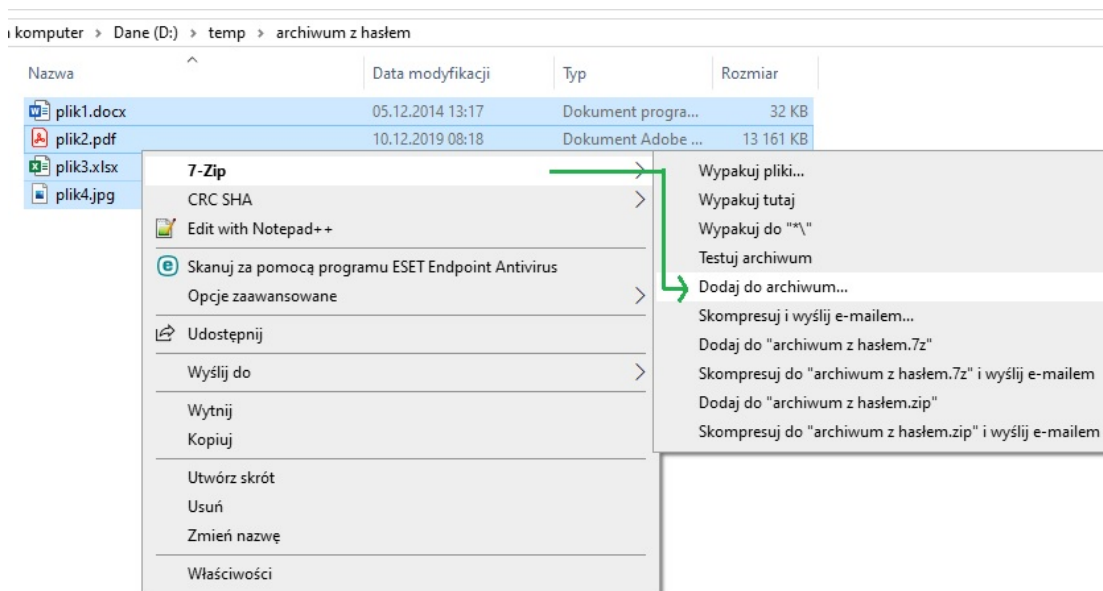 komputer > Dane (D:) > temp > archiwum z hasłem
Nazwa Data modyfikacji Typ Rozmiar
plik1.docx 05.12.2014 13:17 Dokument progra... 32 KB
plik2.pdf 10.12.2019 08:18 Dokument Adobe ... 13 161 KB
plik3.xlsx
plik4.jpg
7-Zip
CRC SHA
Edit with Notepad++
Skanuj za pomocą programu ESET Endpoint Antivirus
Opcje zaawansowane
Udostępnij
Wyślij do
Wytnij
Kopiuj
Utwórz skrót
Usuń
Zmień nazwę
Właściwości
Wypakuj pliki...
Wypakuj tutaj
Wypakuj do "*\"
Testuj archiwum
Dodaj do archiwum...
Skompresuj i wyślij e-mailem...
Dodaj do "archiwum z hasłem.7z"
Skompresuj do "archiwum z hasłem.7z" i wyślij e-mailem
Dodaj do "archiwum z hasłem.zip"
Skompresuj do "archiwum z hasłem.zip" i wyślij e-mailem